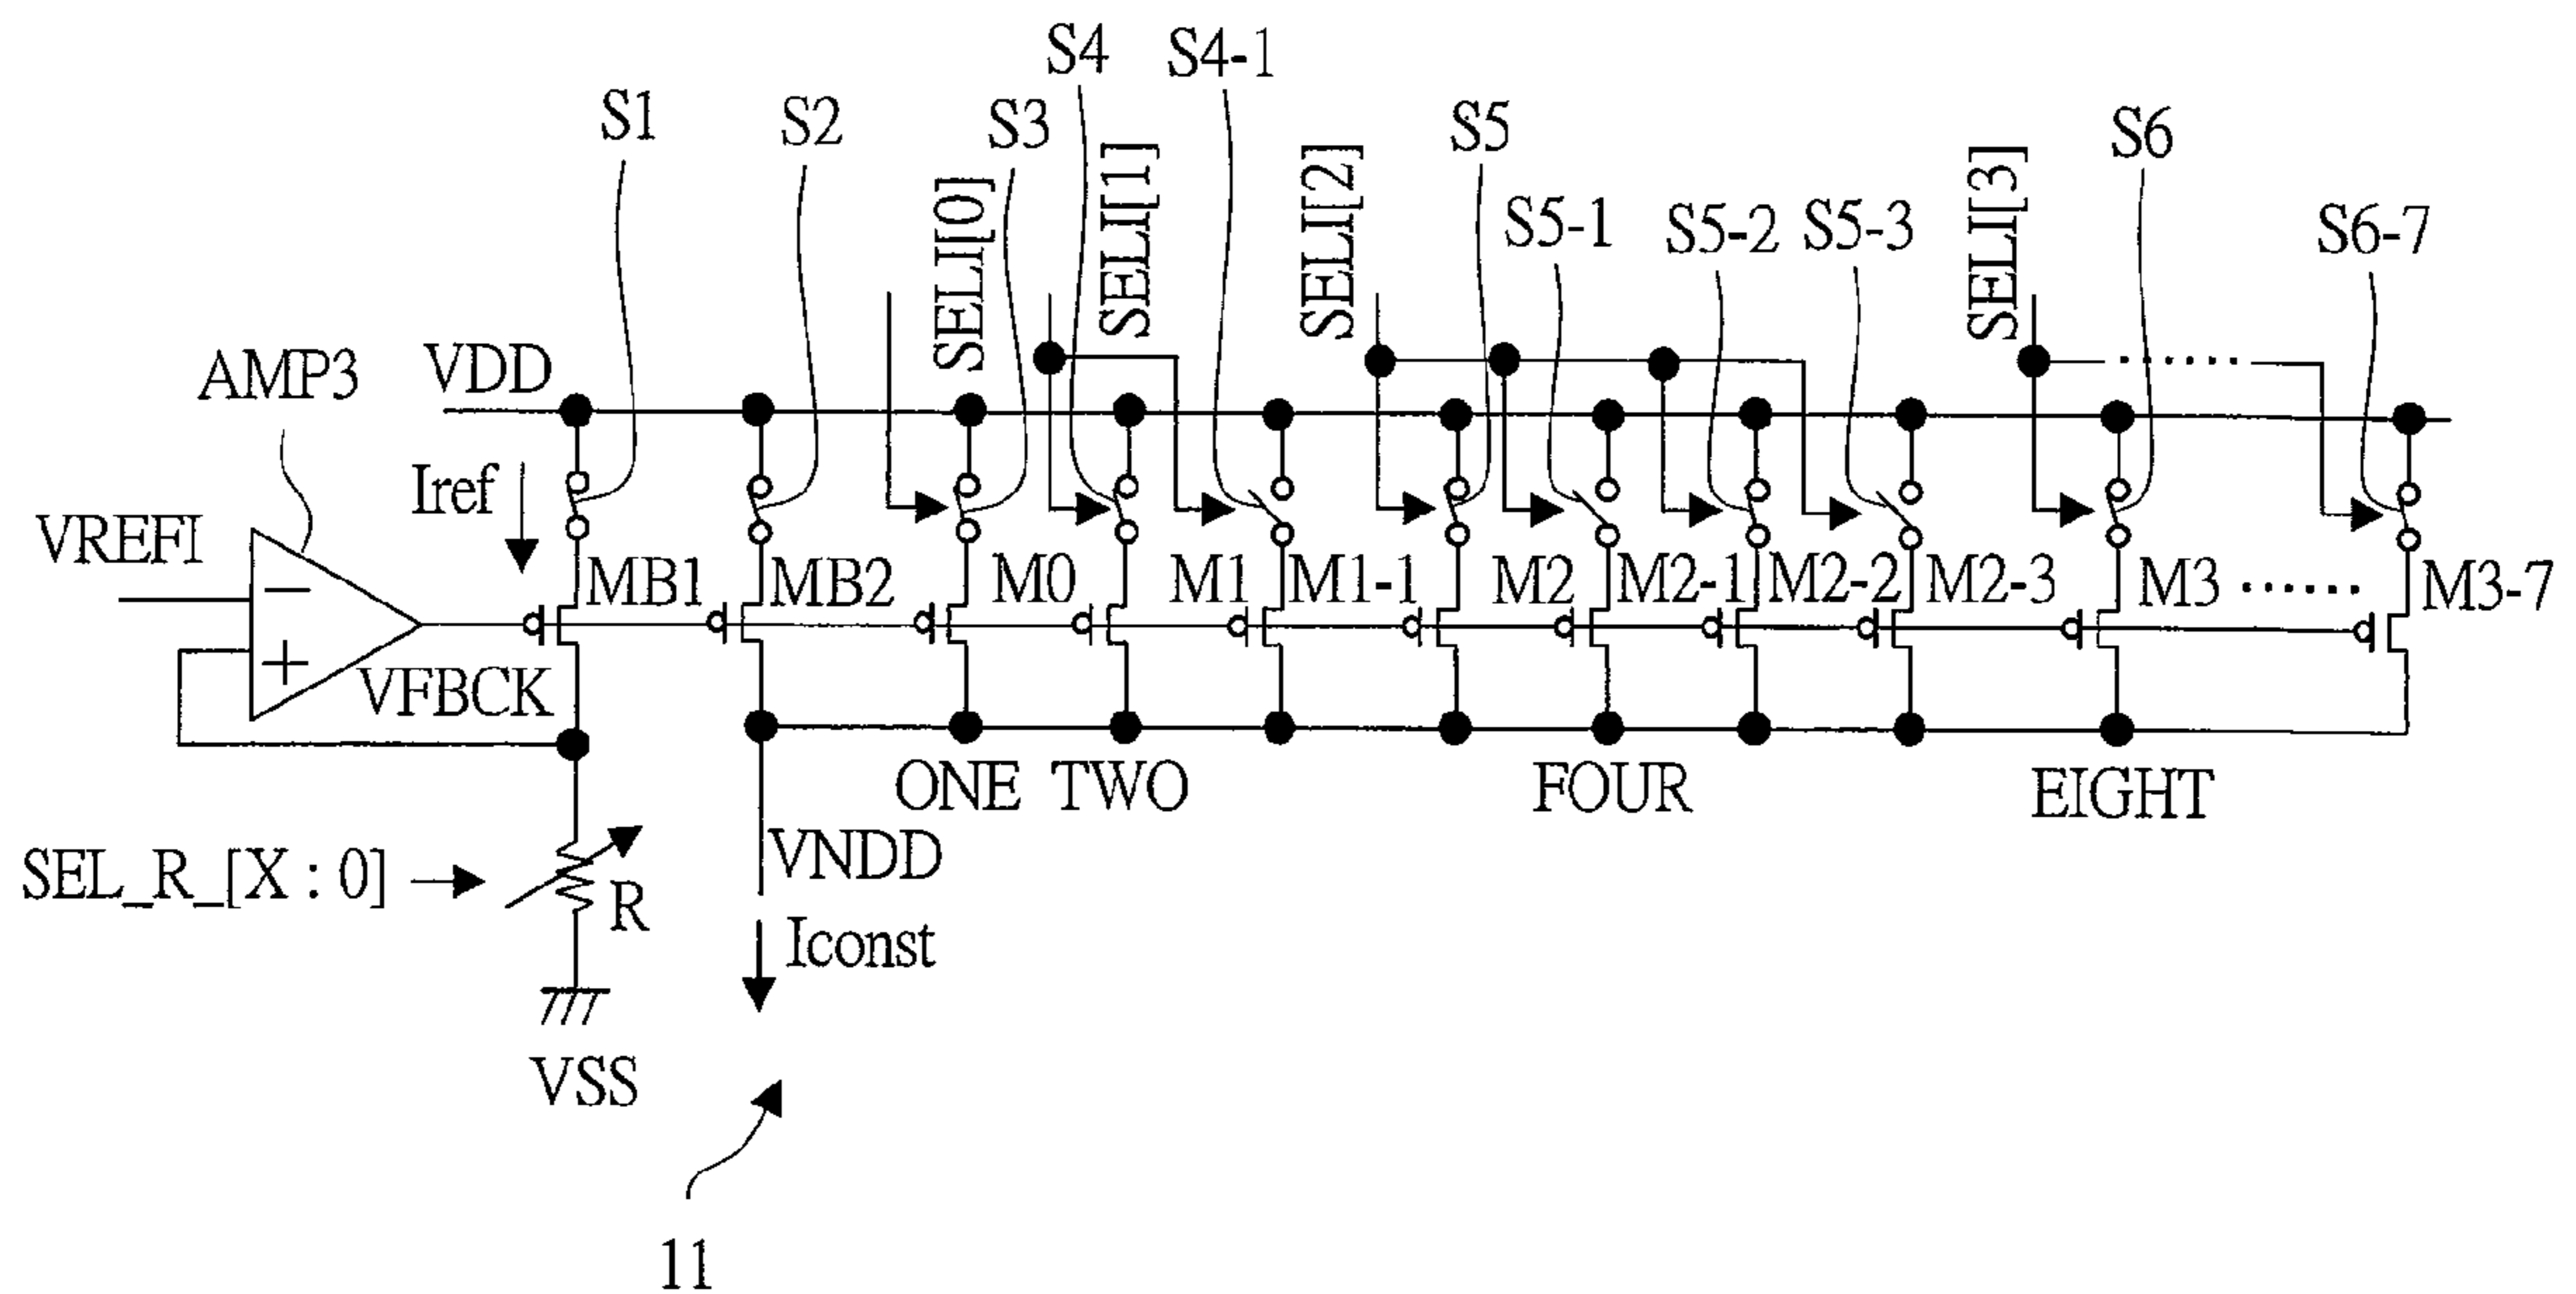 S1
S2
S3
S4
S4-1
S5
S5-1
S5-2
S5-3
S6
S6-7
SELI[0]
SELI[1]
SELI[2]
SELI[3]
AMP3
VDD
Iref
VREFI
−
+
VFBCK
MB1
MB2
M0
M1
M1-1
M2
M2-1
M2-2
M2-3
M3 ......
M3-7
ONE
TWO
FOUR
EIGHT
VNDD
SEL_R_[X : 0]
R
Iconst
VSS
11